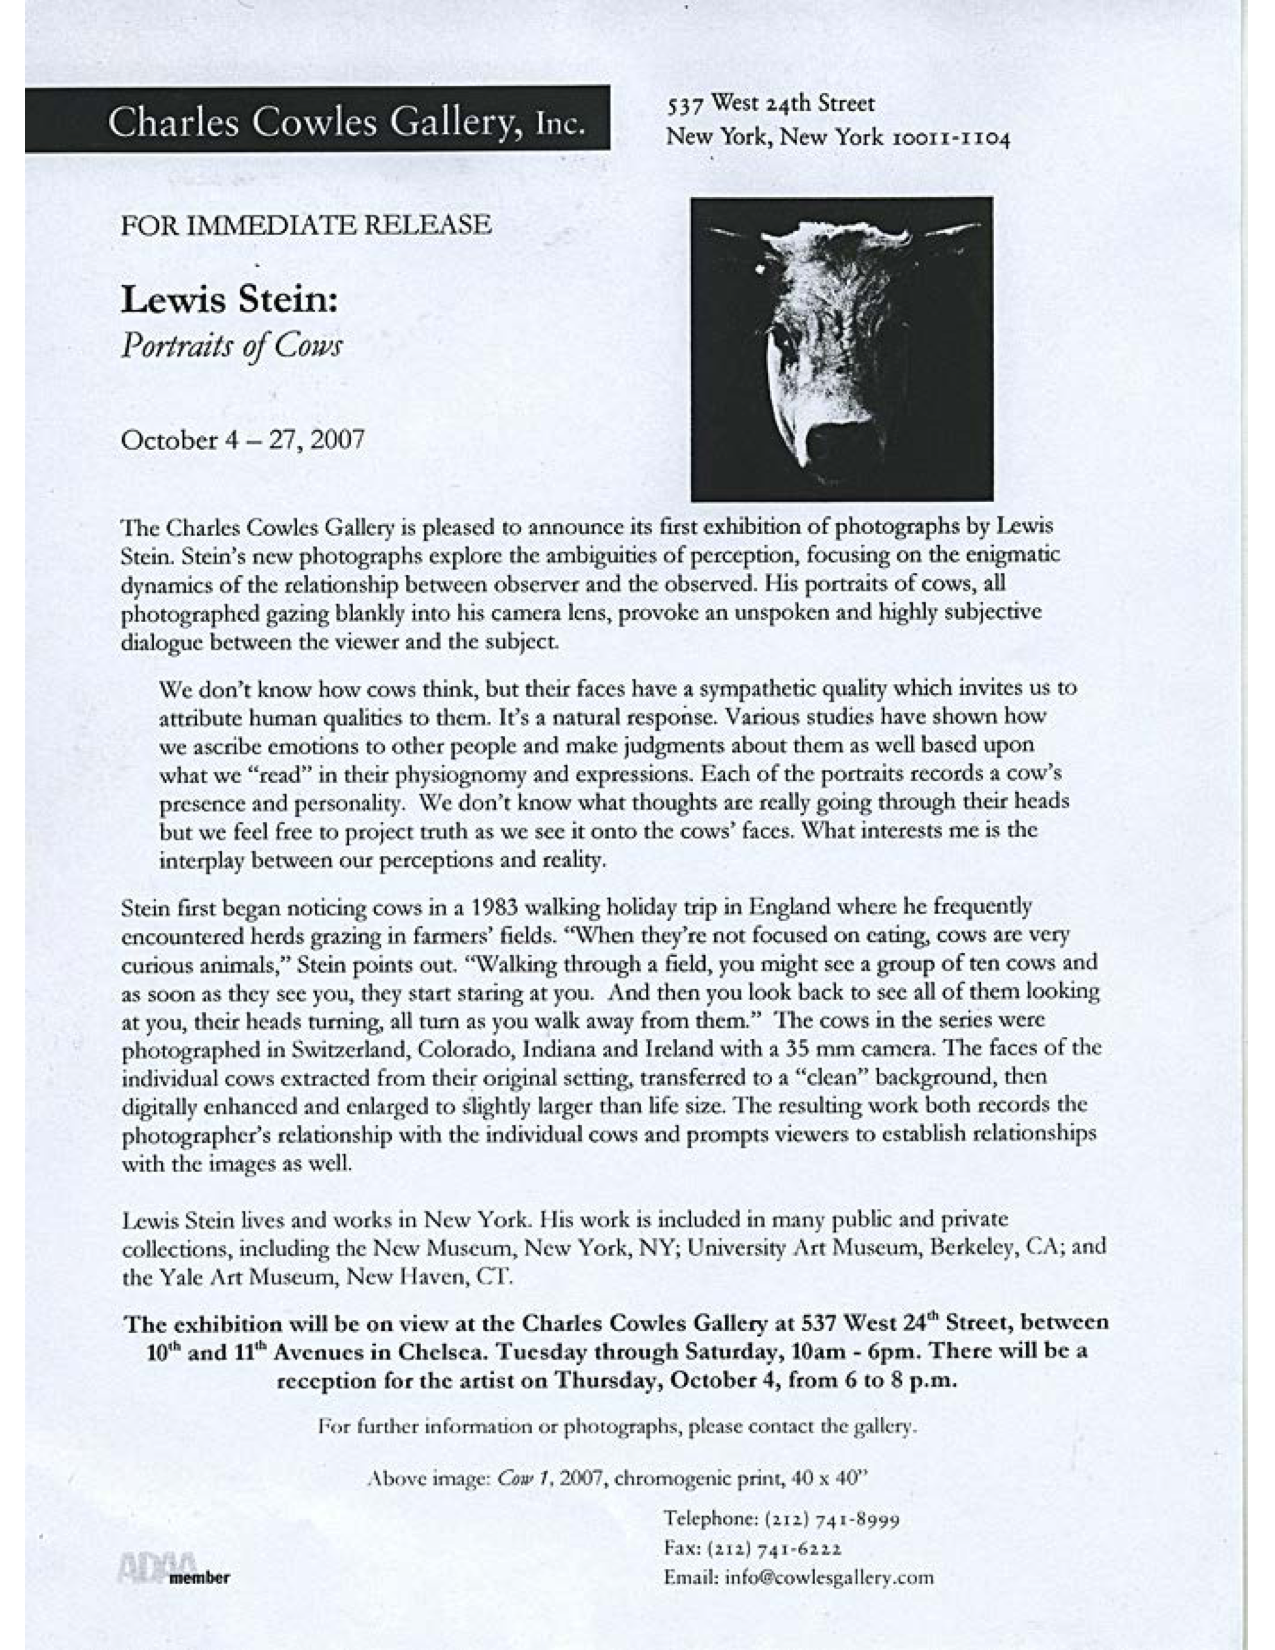 Charles Cowles Gallery, Inc.
537 West 24th Street
New York, New York 10011-1104
FOR IMMEDIATE RELEASE
Lewis Stein:
Portraits of Cows
October 4 – 27, 2007
The Charles Cowles Gallery is pleased to announce its first exhibition of photographs by Lewis
Stein. Stein's new photographs explore the ambiguities of perception, focusing on the enigmatic
dynamics of the relationship between observer and the observed. His portraits of cows, all
photographed gazing blankly into his camera lens, provoke an unspoken and highly subjective
dialogue between the viewer and the subject.
We don't know how cows think, but their faces have a sympathetic quality which invites us to
attribute human qualities to them. It's a natural response. Various studies have shown how
we ascribe emotions to other people and make judgments about them as well based upon
what we "read" in their physiognomy and expressions. Each of the portraits records a cow's
presence and personality. We don't know what thoughts are really going through their heads
but we feel free to project truth as we see it onto the cows' faces. What interests me is the
interplay between our perceptions and reality.
Stein first began noticing cows in a 1983 walking holiday trip in England where he frequently
encountered herds grazing in farmers' fields. "When they're not focused on eating, cows are very
curious animals," Stein points out. "Walking through a field, you might see a group of ten cows and
as soon as they see you, they start staring at you. And then you look back to see all of them looking
at you, their heads turning, all turn as you walk away from them." The cows in the series were
photographed in Switzerland, Colorado, Indiana and Ireland with a 35 mm camera. The faces of the
individual cows extracted from their original setting, transferred to a "clean" background, then
digitally enhanced and enlarged to slightly larger than life size. The resulting work both records the
photographer's relationship with the individual cows and prompts viewers to establish relationships
with the images as well.
Lewis Stein lives and works in New York. His work is included in many public and private
collections, including the New Museum, New York, NY; University Art Museum, Berkeley, CA; and
the Yale Art Museum, New Haven, CT.
The exhibition will be on view at the Charles Cowles Gallery at 537 West 24th Street, between
10th and 11th Avenues in Chelsea. Tuesday through Saturday, 10am - 6pm. There will be a
reception for the artist on Thursday, October 4, from 6 to 8 p.m.
For further information or photographs, please contact the gallery.
Above image: Cow 1, 2007, chromogenic print, 40 x 40"
Telephone: (212) 741-8999
Fax: (212) 741-6222
Email: info@cowlesgallery.com
ADAA member